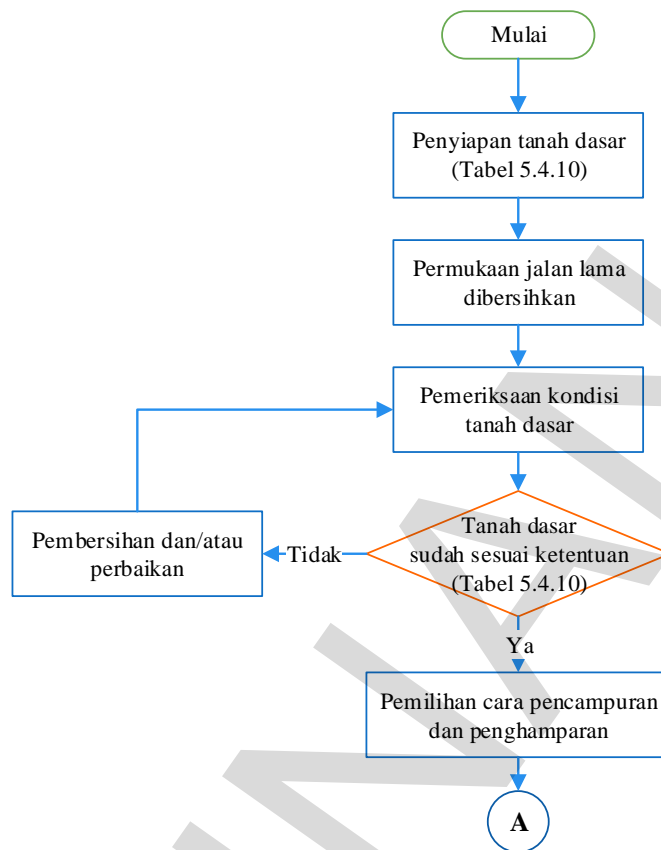 Mulai
Penyiapan tanah dasar
(Tabel 5.4.10)
Permukaan jalan lama
dibersihkan
Pemeriksaan kondisi
tanah dasar
Tanah dasar
sudah sesuai ketentuan
(Tabel 5.4.10)
Tidak
Pembersihan dan/atau
perbaikan
Ya
Pemilihan cara pencampuran
dan penghamparan
A